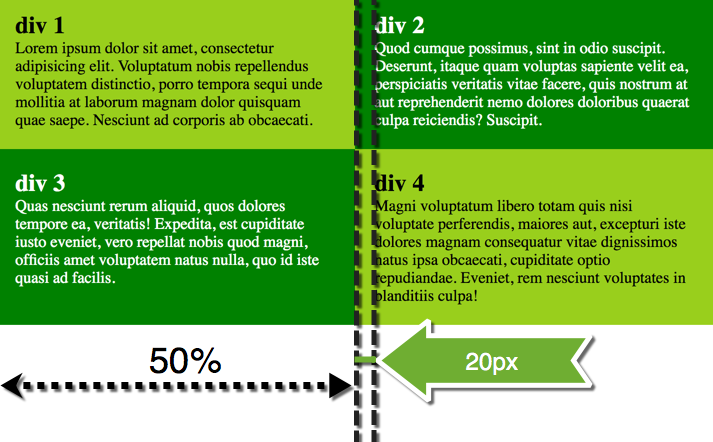 div 1
Lorem ipsum dolor sit amet, consectetur
adipisicing elit. Voluptatum nobis repellendus
voluptatem distinctio, porro tempora sequi unde
mollitia at laborum magnam dolor quisquam
quae saepe. Nesciunt ad corporis ab obcaecati.
div 2
Quod cumque possimus, sint in odio suscipit.
Deserunt, itaque quam voluptas sapiente velit ea,
perspiciatis veritatis vitae facere, quis nostrum at
aut reprehenderit nemo dolores doloribus quaerat
culpa reiciendis? Suscipit.
div 3
Quas nesciunt rerum aliquid, quos dolores
tempore ea, veritatis! Expedita, est cupiditate
iusto eveniet, vero repellat nobis quod magni,
officiis amet voluptatem natus nulla, quo id iste
quasi ad facilis.
div 4
Magni voluptatum libero totam quis nisi
voluptate perferendis, maiores aut, excepturi iste
dolores magnam consequatur vitae dignissimos
natus ipsa obcaecati, cupiditate optio
repudiandae. Eveniet, rem nesciunt voluptates in
blanditiis culpa!
50%
20px